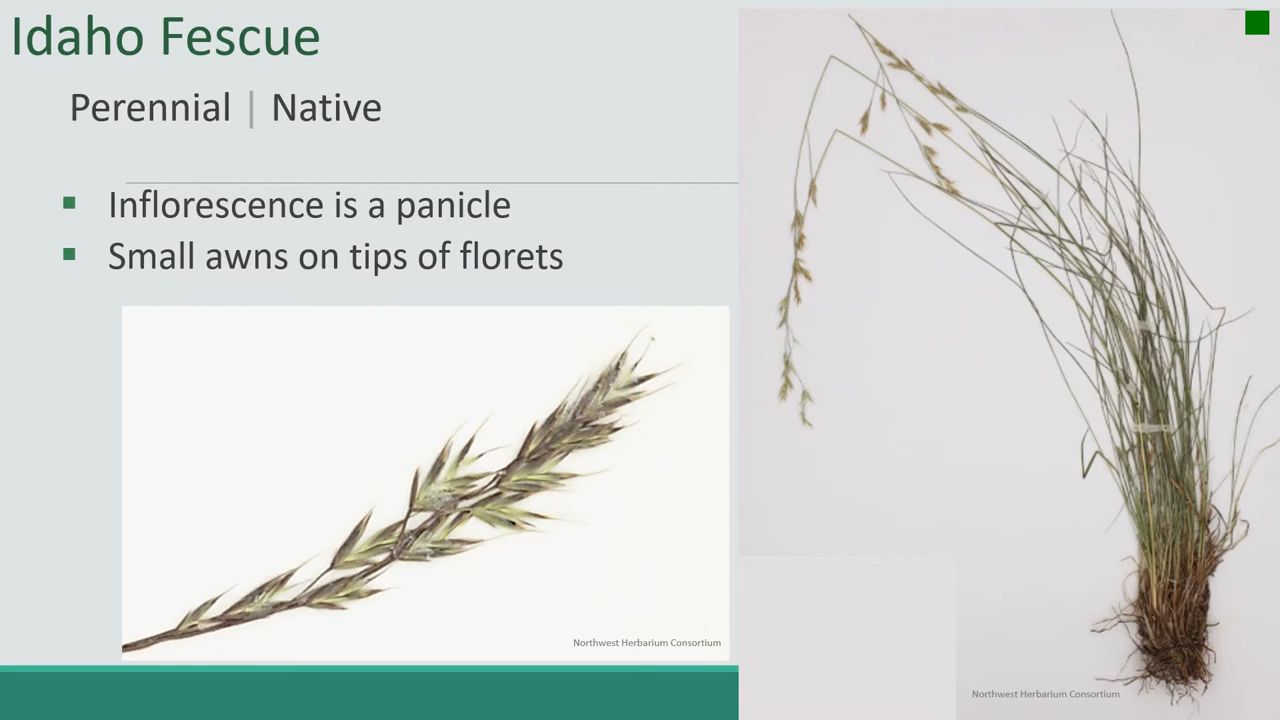 Idaho Fescue
Perennial | Native
▪ Inflorescence is a panicle
▪ Small awns on tips of florets
Northwest Herbarium Consortium
Northwest Herbarium Consortium